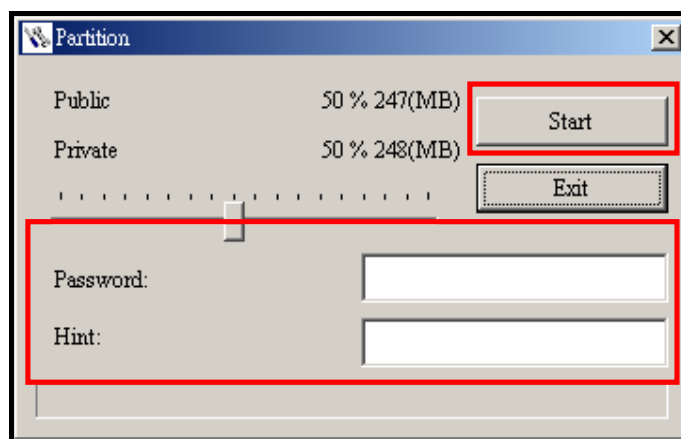 Partition
Public 50 % 247(MB)
Start
Private 50 % 248(MB)
Exit
Password:
Hint: